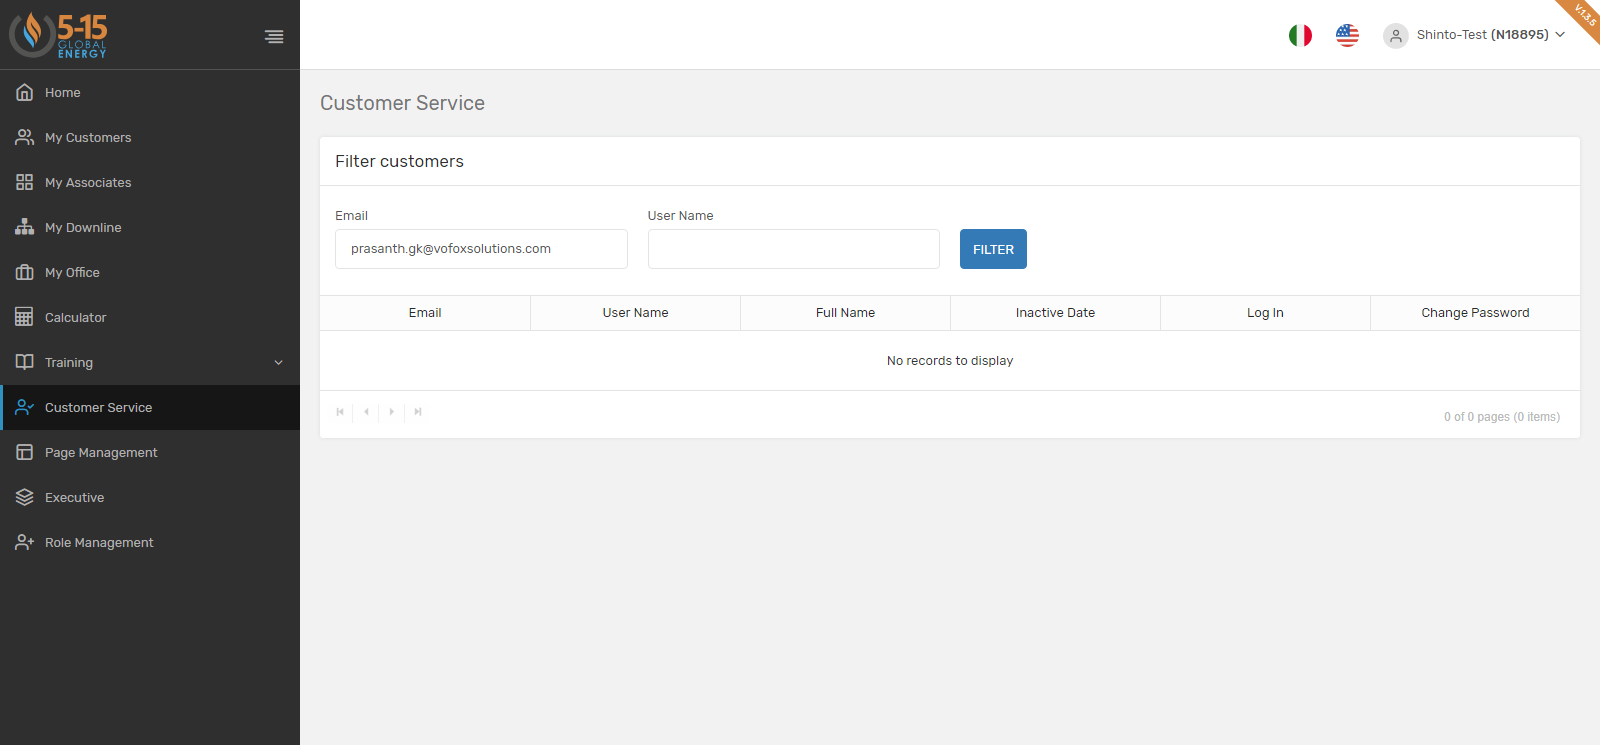 5-15
GLOBAL
ENERGY
Shinto-Test (N18895)
V.1.3.5
Home
My Customers
My Associates
My Downline
My Office
Calculator
Training
Customer Service
Page Management
Executive
Role Management
Customer Service
Filter customers
Email User Name
prasanth.gk@vofoxsolutions.com FILTER
Email User Name Full Name Inactive Date Log In Change Password
No records to display
0 of 0 pages (0 items)